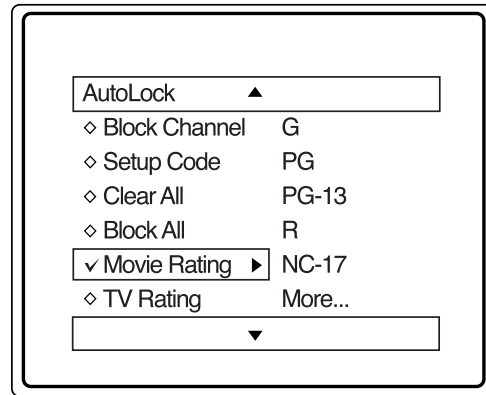 AutoLock
Block Channel G
Setup Code PG
Clear All PG-13
Block All R
Movie Rating NC-17
TV Rating More...